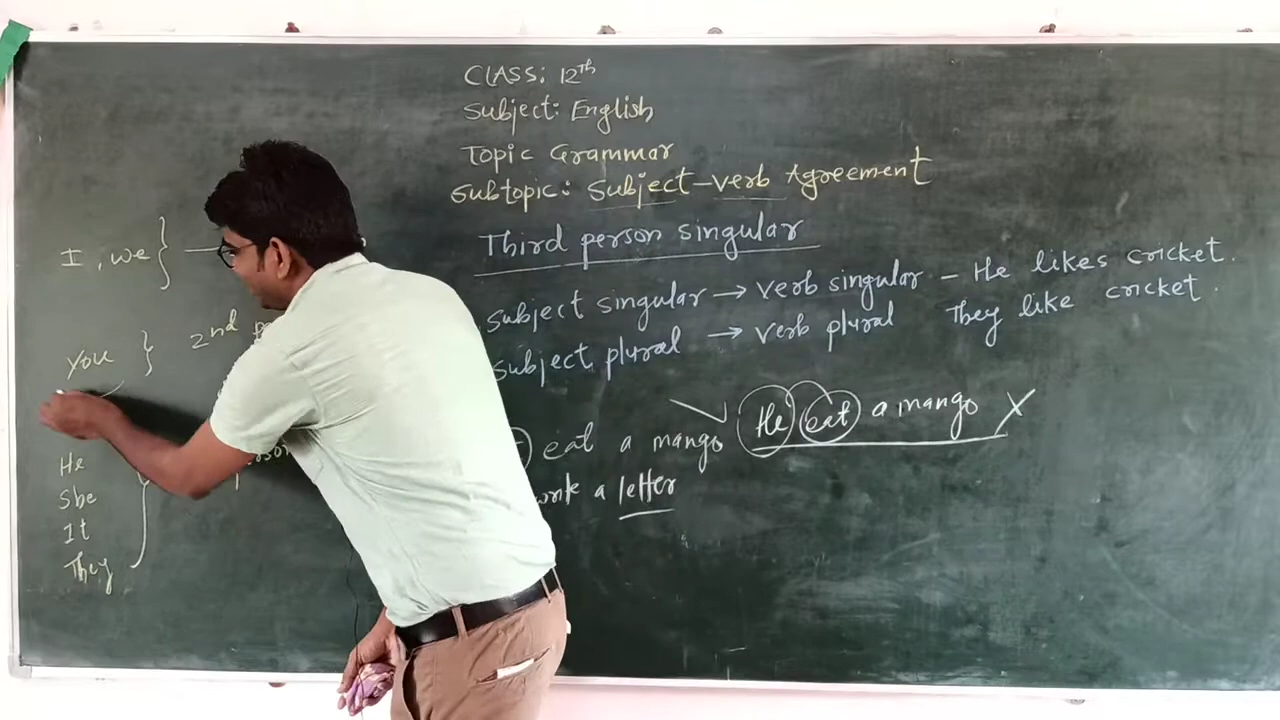 CLASS: 12Th
Subject: English
Topic Grammar
Subtopic: Subject-verb Agreement
Third person singular
Subject singular → verb singular - He likes cricket.
Subject plural → verb plural They like cricket.
eat a mango He eat a mango X
write a letter
I, we }
You } 2nd
He
She
It
They